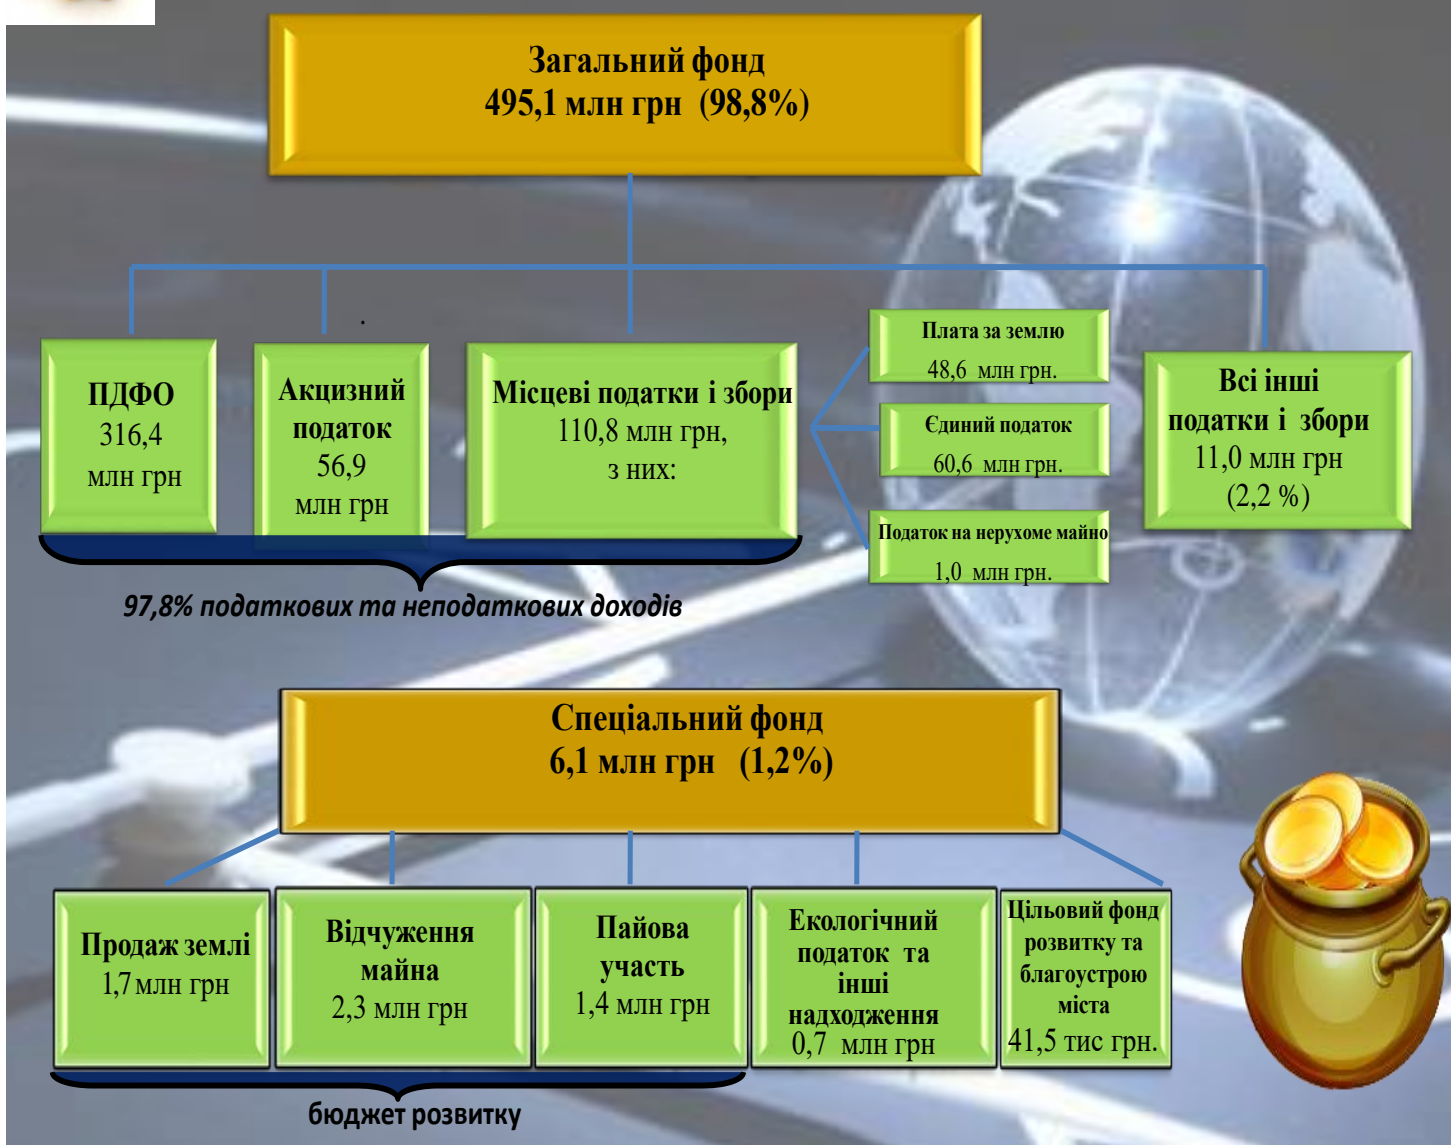 Загальний фонд
495,1 млн грн (98,8%)
.
ПДФО
316,4
млн грн
Акцизний
податок
56,9
млн грн
Місцеві податки і збори
110,8 млн грн,
з них:
Плата за землю
48,6 млн грн.
Єдиний податок
60,6 млн грн.
Податок на нерухоме майно
1,0 млн грн.
Всі інші
податки і збори
11,0 млн грн
(2,2 %)
97,8% податкових та неподаткових доходів
Спеціальний фонд
6,1 млн грн (1,2%)
Продаж землі
1,7 млн грн
Відчуження
майна
2,3 млн грн
Пайова
участь
1,4 млн грн
Екологічний
податок та
інші
надходження
0,7 млн грн
Цільовий фонд
розвитку та
благоустрою
міста
41,5 тис грн.
бюджет розвитку